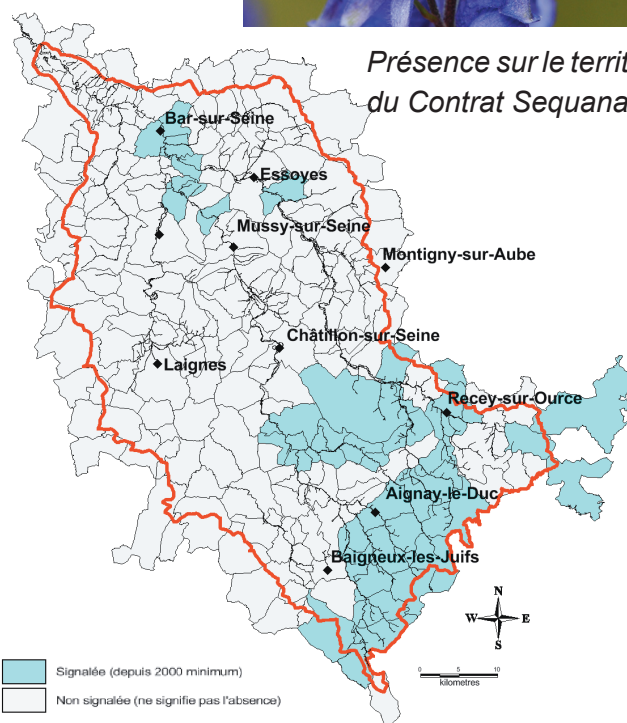 Présence sur le territ
du Contrat Sequana
Bar-sur-Seine
Essoyes
Mussy-sur-Seine
Montigny-sur-Aube
Châtillon-sur-Seine
Laignes
Recey-sur-Ource
Aignay-le-Duc
Baigneux-les-Juifs
N
W E
S
0 5 10
kilometres
Signalée (depuis 2000 minimum)
Non signalée (ne signifie pas l'absence)